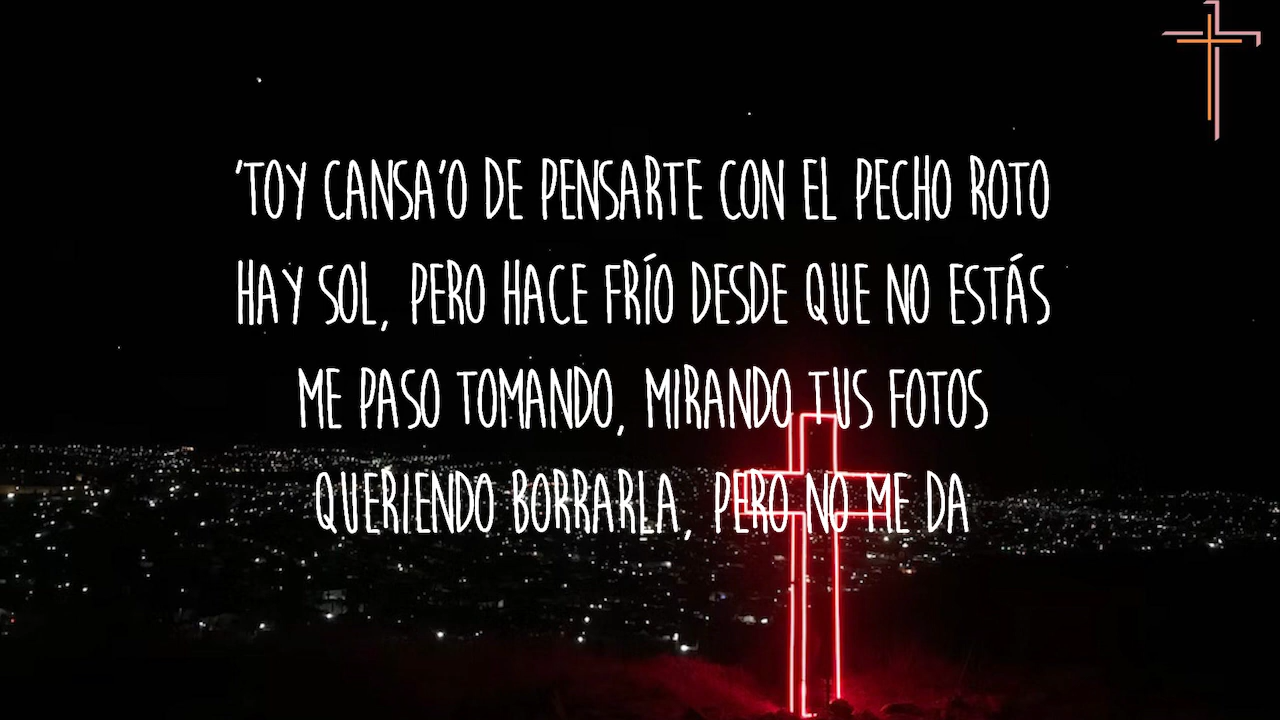 'TOY CANSA'O DE PENSARTE CON EL PECHO ROTO
HAY SOL, PERO HACE FRÍO DESDE QUE NO ESTÁS
ME PASO TOMANDO, MIRANDO TUS FOTOS
QUERIENDO BORRARLA, PERO NO ME DA